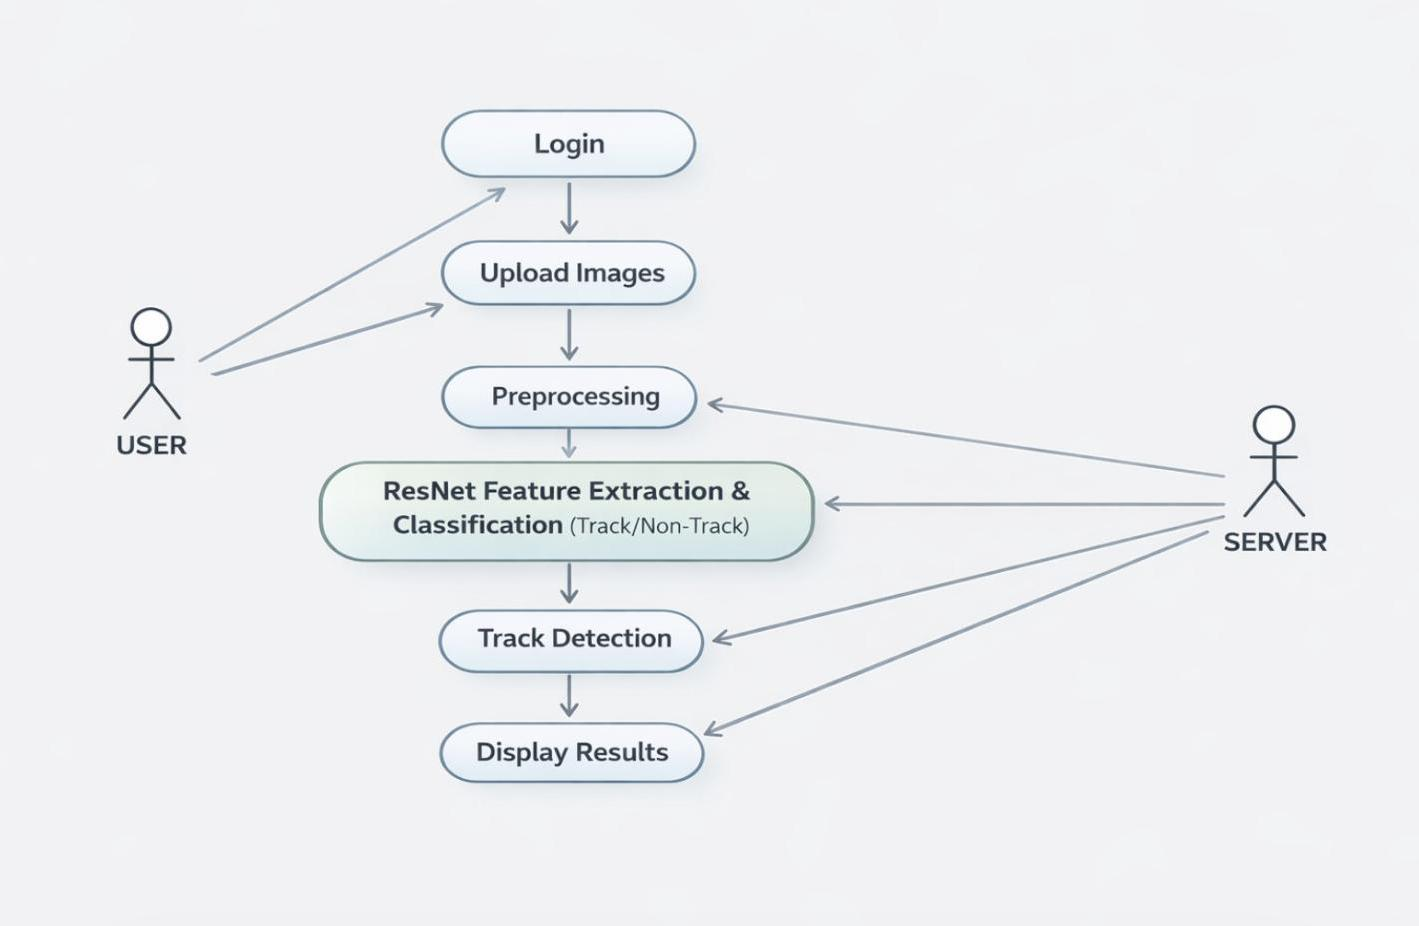 Login
Upload Images
Preprocessing
USER
ResNet Feature Extraction &
Classification (Track/Non-Track)
SERVER
Track Detection
Display Results